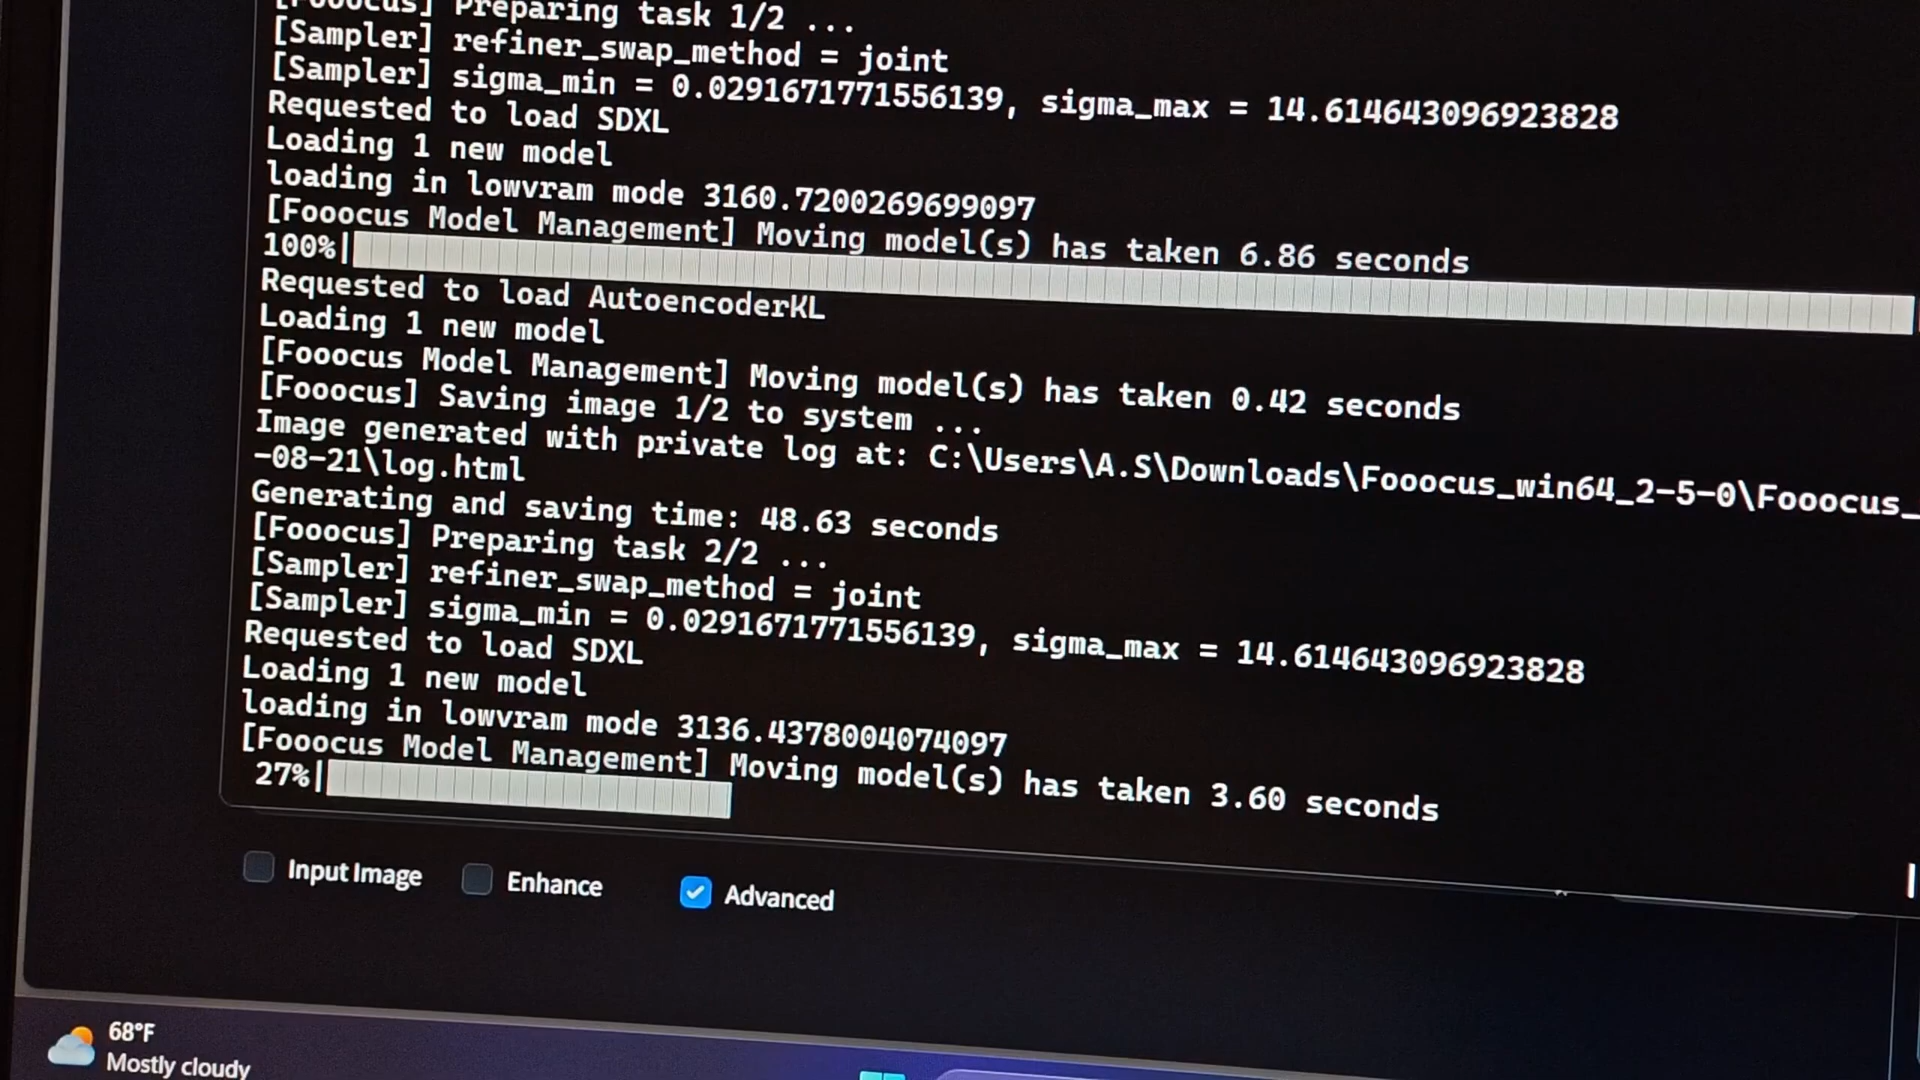 [Fooocus] Preparing task 1/2 ...
[Sampler] refiner_swap_method = joint
[Sampler] sigma_min = 0.0291671771556139, sigma_max = 14.614643096923828
Requested to load SDXL
Loading 1 new model
loading in lowvram mode 3160.7200269699097
[Fooocus Model Management] Moving model(s) has taken 6.86 seconds
100%|
Requested to load AutoencoderKL
Loading 1 new model
[Fooocus Model Management] Moving model(s) has taken 0.42 seconds
[Fooocus] Saving image 1/2 to system ...
Image generated with private log at: C:\Users\A.S\Downloads\Fooocus_win64_2-5-0\Fooocus_
-08-21\log.html
Generating and saving time: 48.63 seconds
[Fooocus] Preparing task 2/2 ...
[Sampler] refiner_swap_method = joint
[Sampler] sigma_min = 0.0291671771556139, sigma_max = 14.614643096923828
Requested to load SDXL
Loading 1 new model
loading in lowvram mode 3136.4378004074097
[Fooocus Model Management] Moving model(s) has taken 3.60 seconds
27%|
Input Image Enhance Advanced
68°F
Mostly cloudy